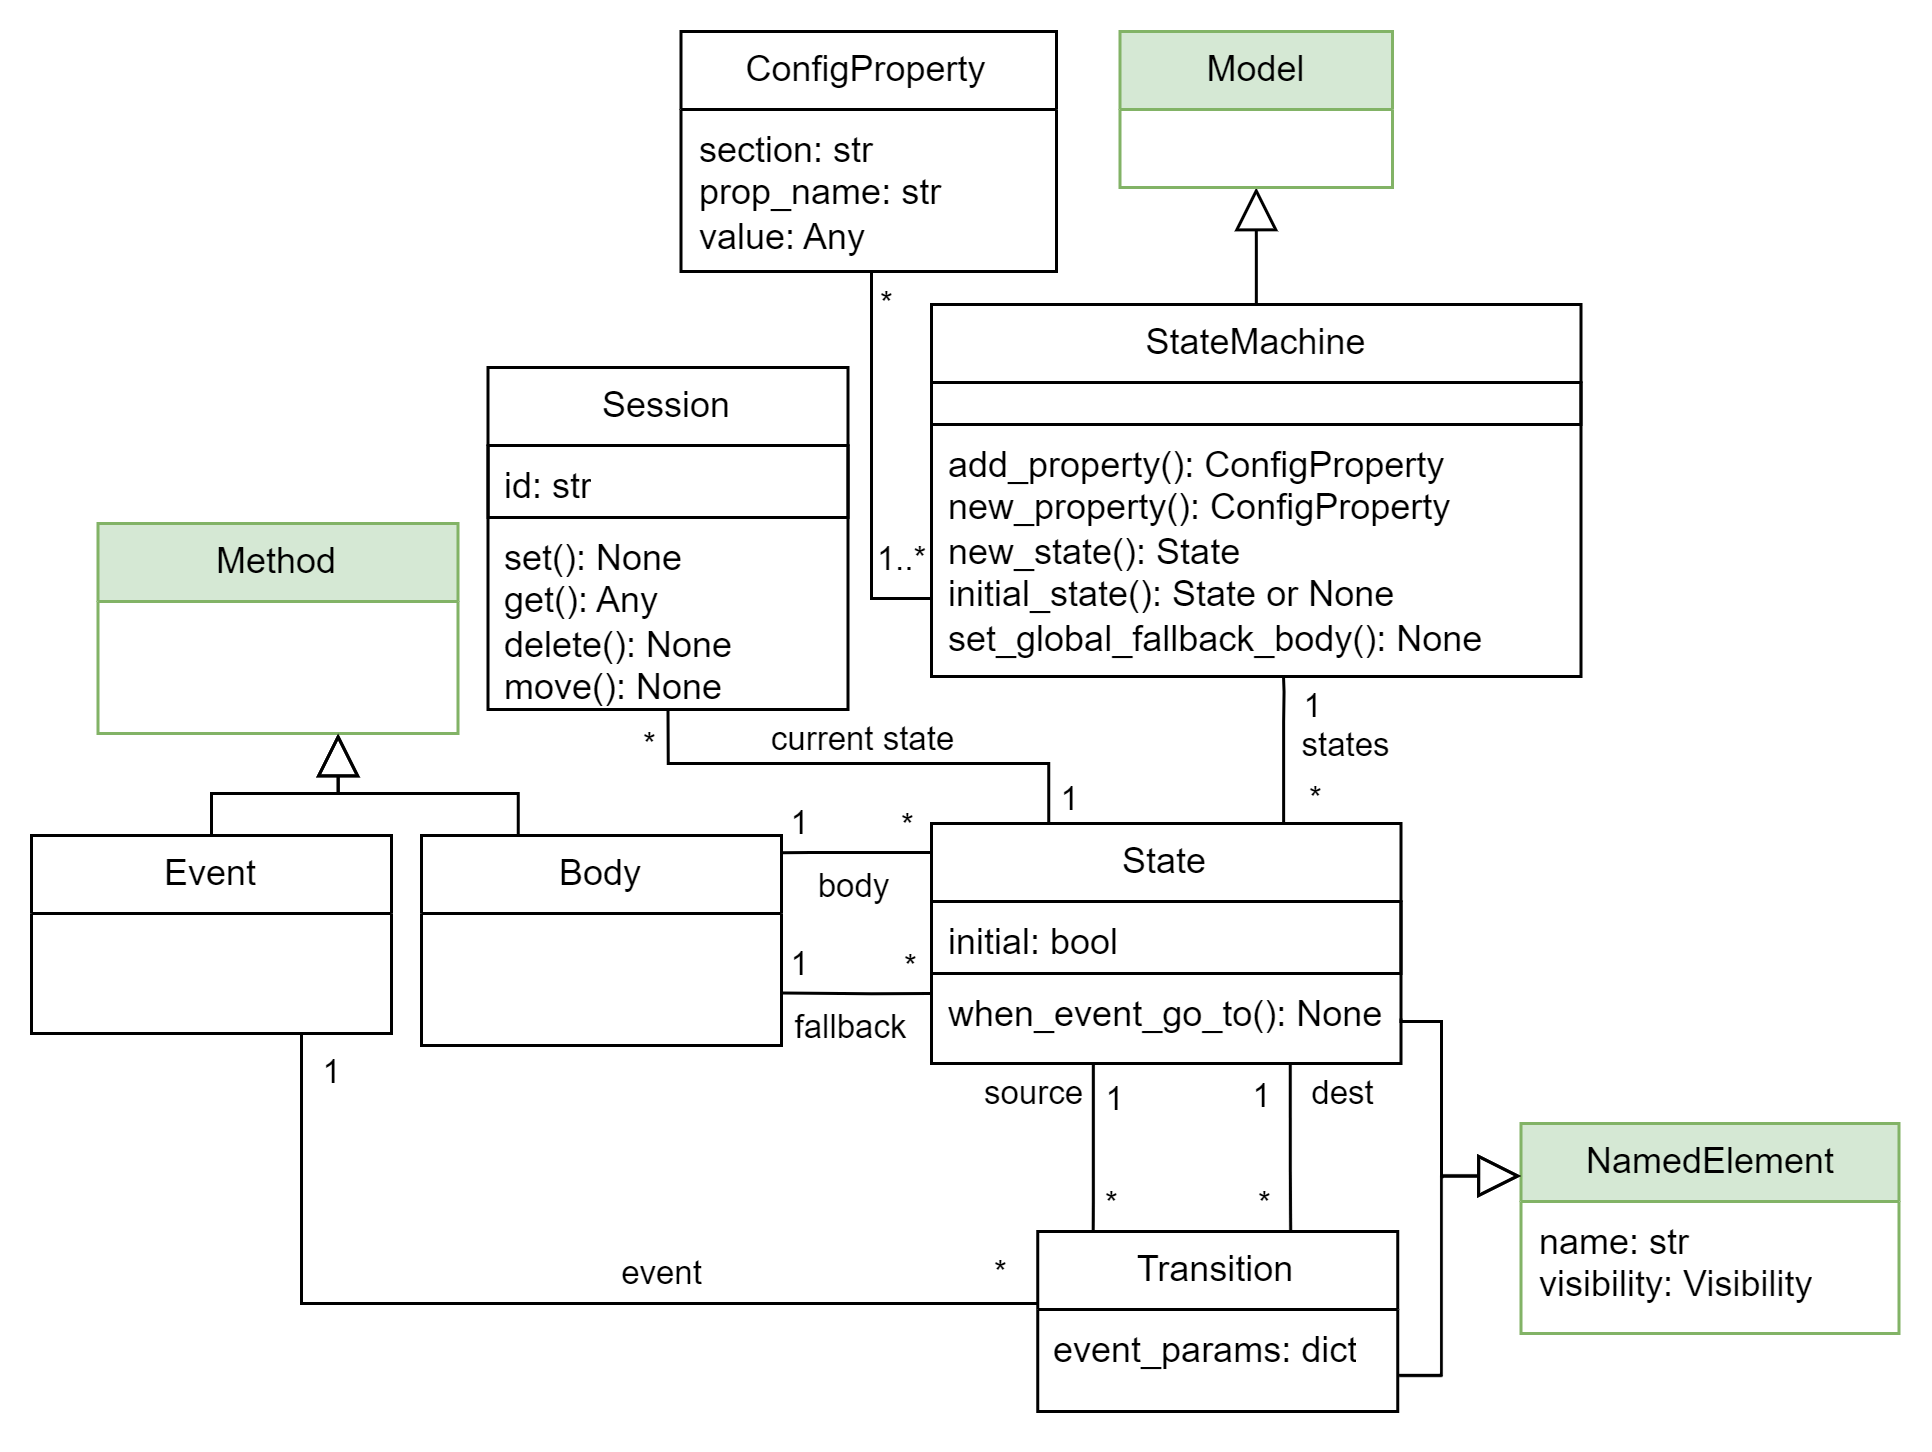 ConfigProperty
section: str
prop_name: str
value: Any
Model
*
1..*
StateMachine
add_property(): ConfigProperty
new_property(): ConfigProperty
new_state(): State
initial_state(): State or None
set_global_fallback_body(): None
Session
id: str
set(): None
get(): Any
delete(): None
move(): None
Method
*
current state
1
1
states
*
Event
Body
1
*
body
1
*
fallback
State
initial: bool
when_event_go_to(): None
1
source
1
1
dest
*
*
NamedElement
name: str
visibility: Visibility
event
*
Transition
event_params: dict